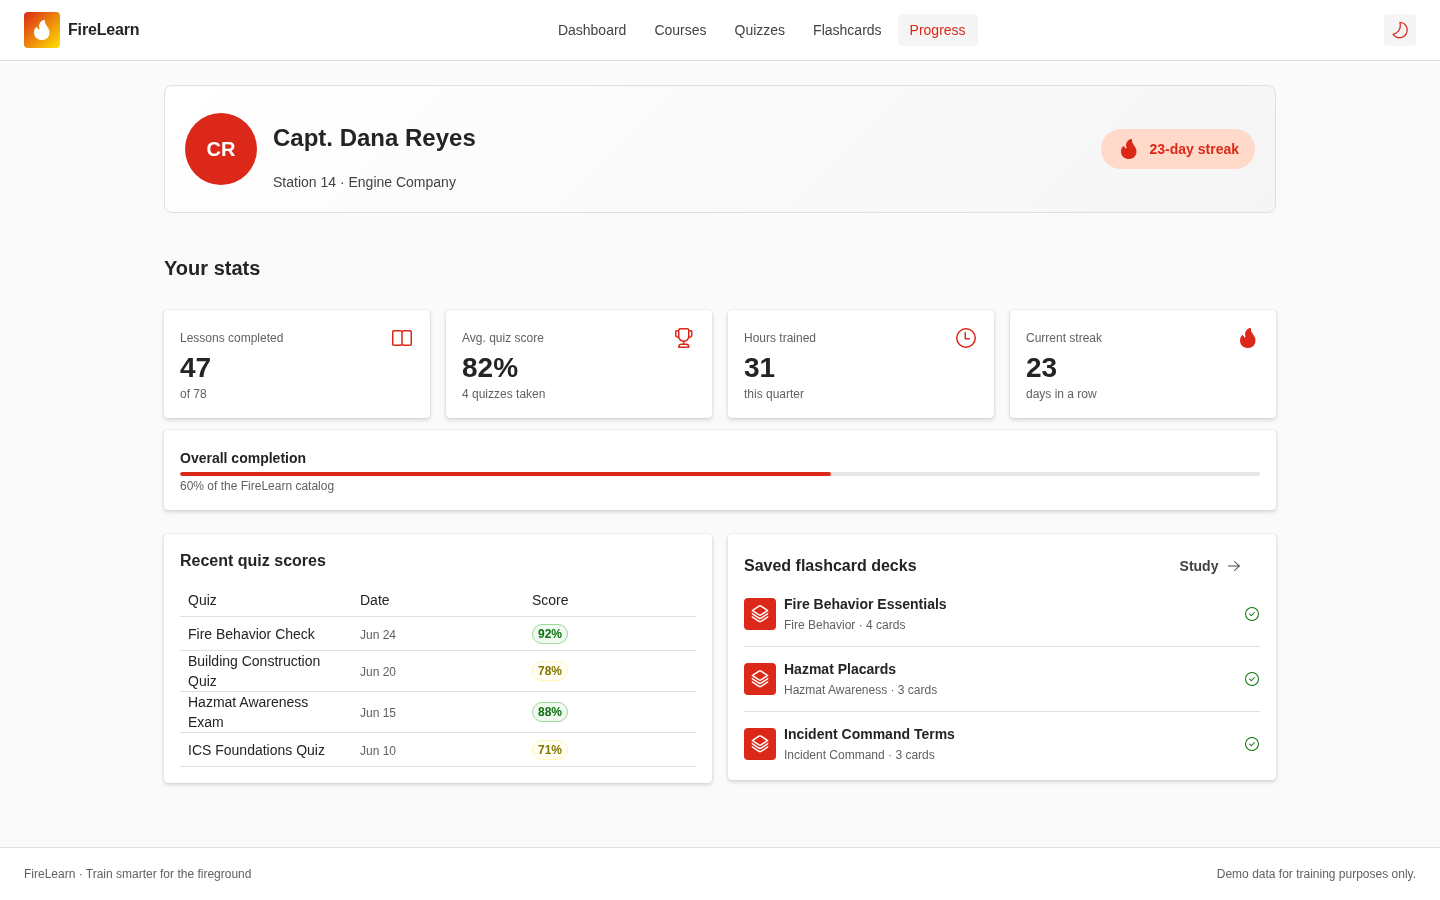 FireLearn
Dashboard
Courses
Quizzes
Flashcards
Progress
CR
Capt. Dana Reyes
Station 14 · Engine Company
23-day streak
Your stats
Lessons completed
47
of 78
Avg. quiz score
82%
4 quizzes taken
Hours trained
31
this quarter
Current streak
23
days in a row
Overall completion
60% of the FireLearn catalog
Recent quiz scores
Quiz Date Score
Fire Behavior Check Jun 24 92%
Building Construction
Quiz
Jun 20 78%
Hazmat Awareness
Exam
Jun 15 88%
ICS Foundations Quiz Jun 10 71%
Saved flashcard decks
Study
Fire Behavior Essentials
Fire Behavior · 4 cards
Hazmat Placards
Hazmat Awareness · 3 cards
Incident Command Terms
Incident Command · 3 cards
FireLearn · Train smarter for the fireground
Demo data for training purposes only.